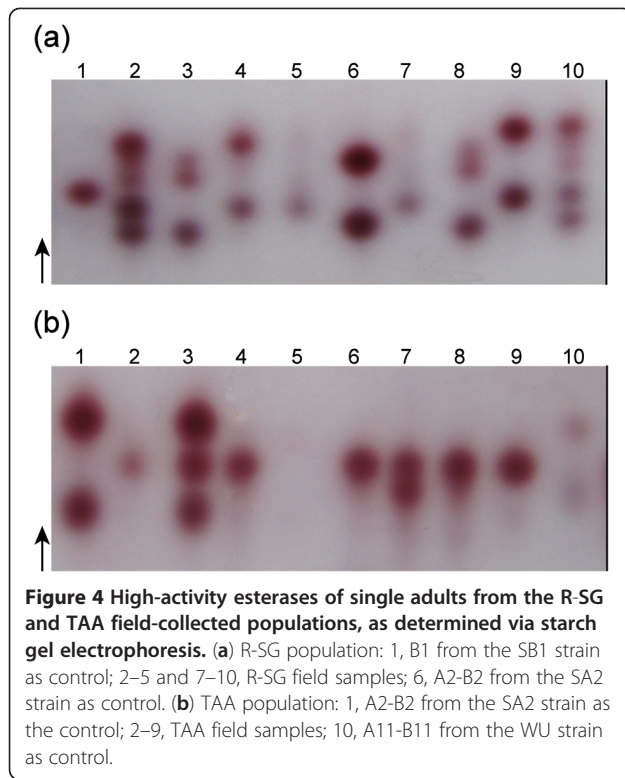 (a)
1 2 3 4 5 6 7 8 9 10
(b)
1 2 3 4 5 6 7 8 9 10
Figure 4 High-activity esterases of single adults from the R-SG
and TAA field-collected populations, as determined via starch
gel electrophoresis. (a) R-SG population: 1, B1 from the SB1 strain
as control; 2–5 and 7–10, R-SG field samples; 6, A2-B2 from the SA2
strain as control. (b) TAA population: 1, A2-B2 from the SA2 strain as
the control; 2–9, TAA field samples; 10, A11-B11 from the WU strain
as control.